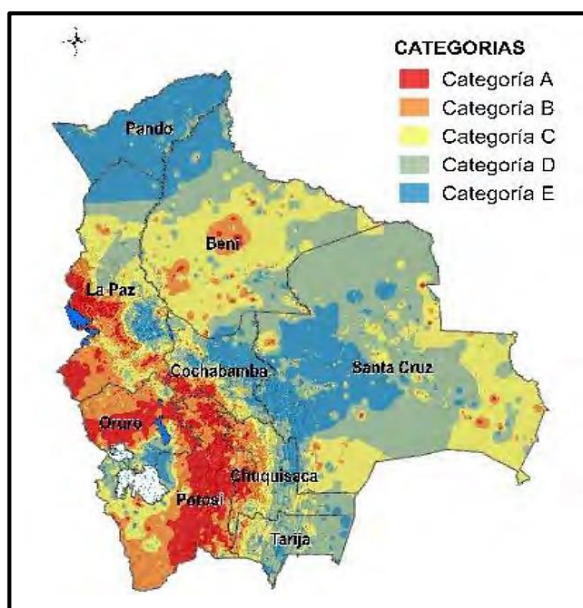 CATEGORIAS
Categoría A
Categoría B
Categoría C
Categoría D
Categoría E
Pando
Beni
La Paz
Cochabamba
Santa Cruz
Oruro
Chuquisaca
Potosí
Tarija